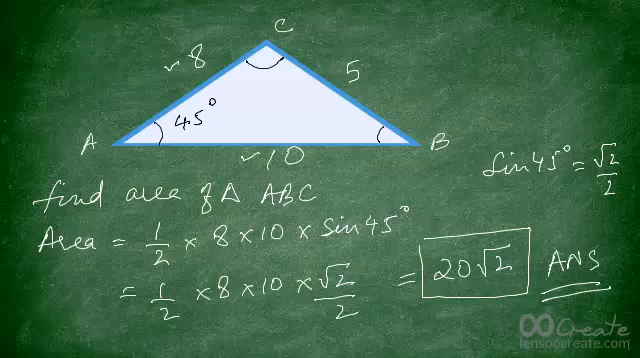 C
✓8
5
45°
A
✓10
B
Sin45° = √2/2
find area of Δ ABC
Area = 1/2 × 8 × 10 × sin45°
= 1/2 × 8 × 10 × √2/2 = 20√2 ANS
Create
lensoocreate.com